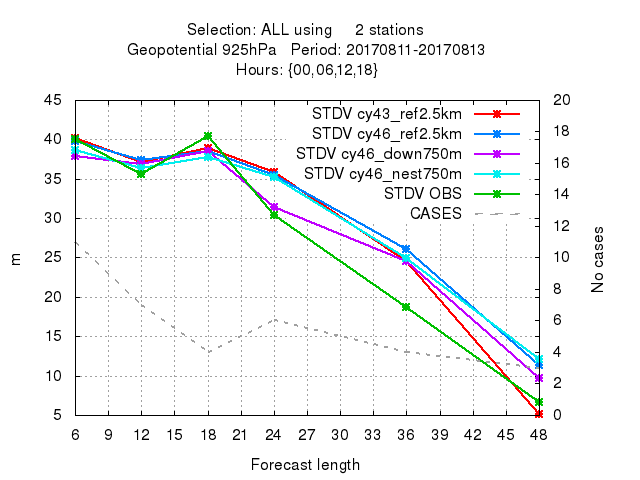 Selection: ALL using     2 stations
Geopotential 925hPa   Period: 20170811-20170813
Hours: {00,06,12,18}
45
40
35
30
25
20
15
10
5
20
18
16
14
12
10
8
6
4
2
0
STDV cy43_ref2.5km
STDV cy46_ref2.5km
STDV cy46_down750m
STDV cy46_nest750m
STDV OBS
CASES
m
No cases
6 9 12 15 18 21 24 27 30 33 36 39 42 45 48
Forecast length